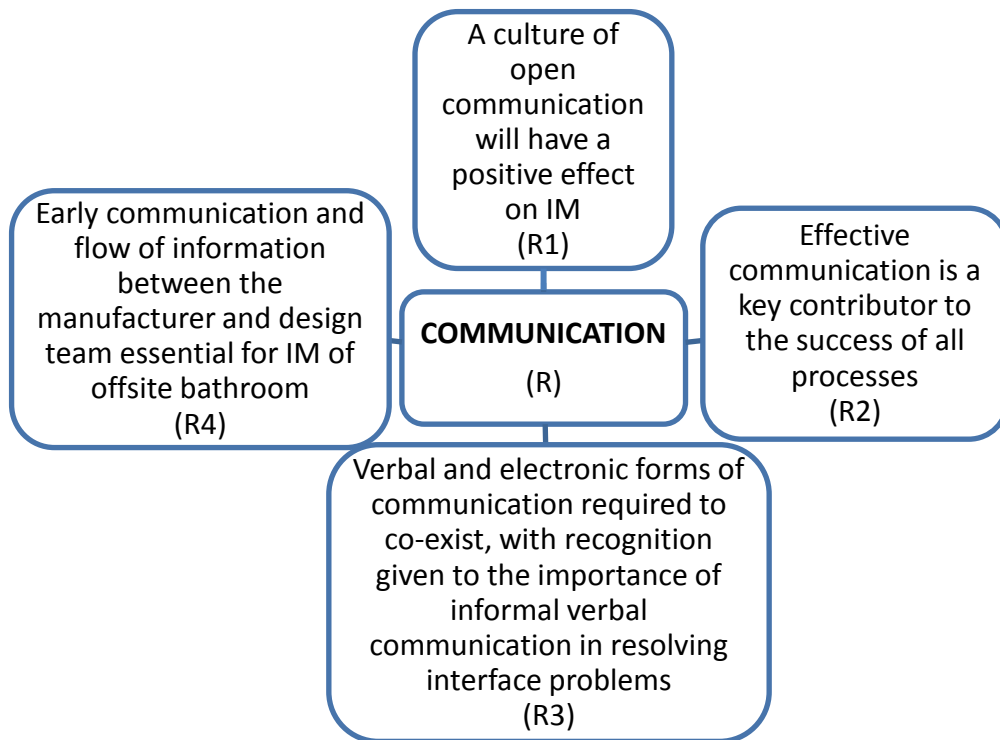 A culture of
open
communication
will have a
positive effect
on IM
(R1)
Early communication and
flow of information
between the
manufacturer and design
team essential for IM of
offsite bathroom
(R4)
COMMUNICATION
(R)
Effective
communication is a
key contributor to
the success of all
processes
(R2)
Verbal and electronic forms of
communication required to
co-exist, with recognition
given to the importance of
informal verbal
communication in resolving
interface problems
(R3)